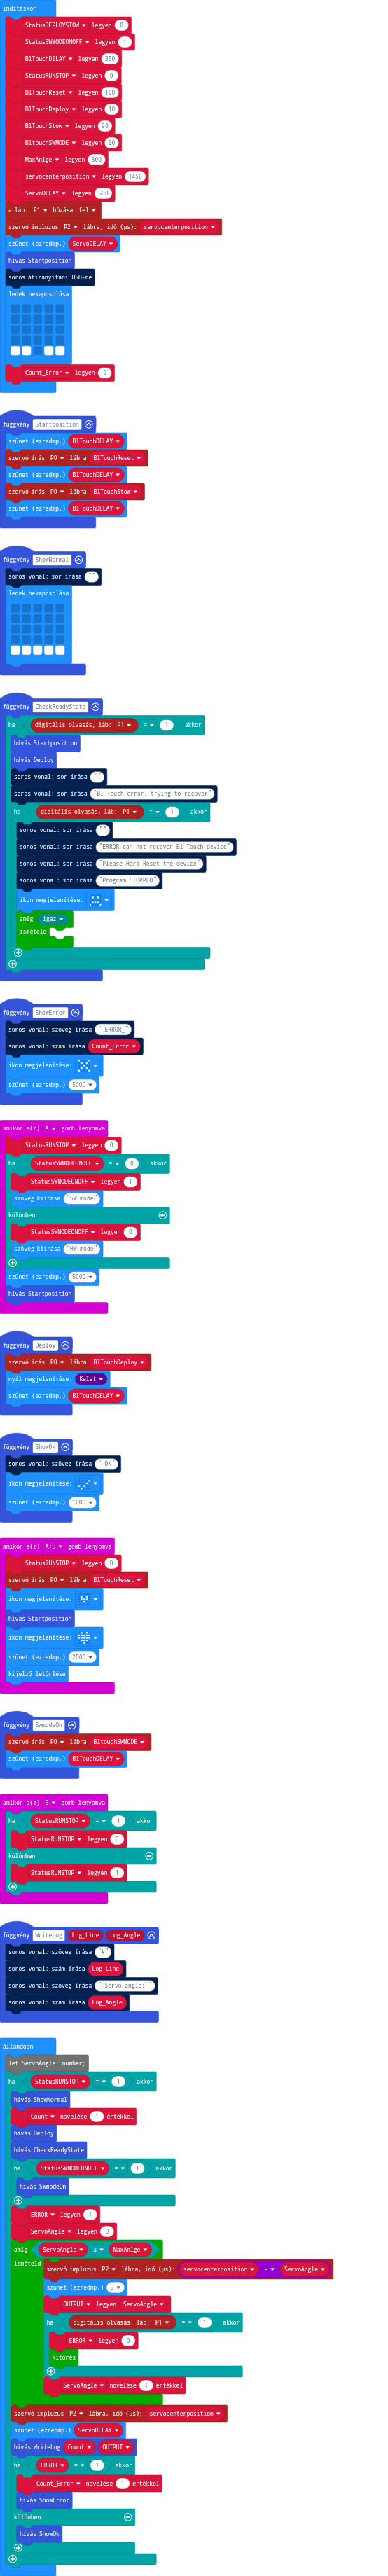 indításkor
StatusDEPLOYSTOW legyen 0
StatusSWMODEONOFF legyen 1
BlTouchDELAY legyen 350
StatusRUNSTOP legyen 0
BlTouchReset legyen 160
BlTouchDeploy legyen 10
BlTouchStow legyen 90
BltouchSWMODE legyen 60
MaxAnlge legyen 300
servocenterposition legyen 1450
ServoDELAY legyen 500
a láb: P1 húzása fel
szervó impluzus P2 lábra, idő (µs): servocenterposition
szünet (ezredmp.) ServoDELAY
hívás Startposition
soros átirányítani USB-re
ledek bekapcsolása
Count_Error legyen 0
függvény Startposition
szünet (ezredmp.) BlTouchDELAY
szervó írás P0 lábra BlTouchReset
szünet (ezredmp.) BlTouchDELAY
szervó írás P0 lábra BlTouchStow
szünet (ezredmp.) BlTouchDELAY
függvény ShowNormal
soros vonal: sor írása " "
ledek bekapcsolása
függvény CheckReadyState
ha digitális olvasás, láb: P1 = 1 akkor
hívás Startposition
hívás Deploy
soros vonal: sor írása " "
soros vonal: sor írása "Bl-Touch error, trying to recover"
ha digitális olvasás, láb: P1 = 1 akkor
soros vonal: sor írása " "
soros vonal: sor írása "ERROR can not recover Bl-Touch device"
soros vonal: sor írása "Please Hard Reset the device"
soros vonal: sor írása "Program STOPPED"
ikon megjelenítése:
amíg igaz
ismételd
függvény ShowError
soros vonal: szöveg írása " ERROR_"
soros vonal: szám írása Count_Error
ikon megjelenítése:
szünet (ezredmp.) 5000
amikor a(z) A gomb lenyomva
StatusRUNSTOP legyen 0
ha StatusSWMODEONOFF = 0 akkor
StatusSWMODEONOFF legyen 1
szöveg kiírása "SW mode"
különben
StatusSWMODEONOFF legyen 0
szöveg kiírása "HW mode"
szünet (ezredmp.) 5000
hívás Startposition
függvény Deploy
szervó írás P0 lábra BlTouchDeploy
nyíl megjelenítése: Kelet
szünet (ezredmp.) BlTouchDELAY
függvény ShowOk
soros vonal: szöveg írása " OK"
ikon megjelenítése:
szünet (ezredmp.) 1000
amikor a(z) A+B gomb lenyomva
StatusRUNSTOP legyen 0
szervó írás P0 lábra BlTouchReset
ikon megjelenítése:
hívás Startposition
ikon megjelenítése:
szünet (ezredmp.) 2000
kijelző letörlése
függvény SwmodeOn
szervó írás P0 lábra BltouchSWMODE
szünet (ezredmp.) BlTouchDELAY
amikor a(z) B gomb lenyomva
ha StatusRUNSTOP = 1 akkor
StatusRUNSTOP legyen 0
különben
StatusRUNSTOP legyen 1
függvény WriteLog Log_Line Log_Angle
soros vonal: szöveg írása "#"
soros vonal: szám írása Log_Line
soros vonal: szöveg írása " Servo angle: "
soros vonal: szám írása Log_Angle
állandóan
let ServoAngle: number;
ha StatusRUNSTOP = 1 akkor
hívás ShowNormal
Count növelése 1 értékkel
hívás Deploy
hívás CheckReadyState
ha StatusSWMODEONOFF = 1 akkor
hívás SwmodeOn
ERROR legyen 1
ServoAngle legyen 0
amíg ServoAngle ≤ MaxAnlge
ismételd
szervó impluzus P2 lábra, idő (µs): servocenterposition - ServoAngle
szünet (ezredmp.) 5
OUTPUT legyen ServoAngle
ha digitális olvasás, láb: P1 = 1 akkor
ERROR legyen 0
kitörés
ServoAngle növelése 1 értékkel
szervó impluzus P2 lábra, idő (µs): servocenterposition
szünet (ezredmp.) ServoDELAY
hívás WriteLog Count OUTPUT
ha ERROR = 1 akkor
Count_Error növelése 1 értékkel
hívás ShowError
különben
hívás ShowOk